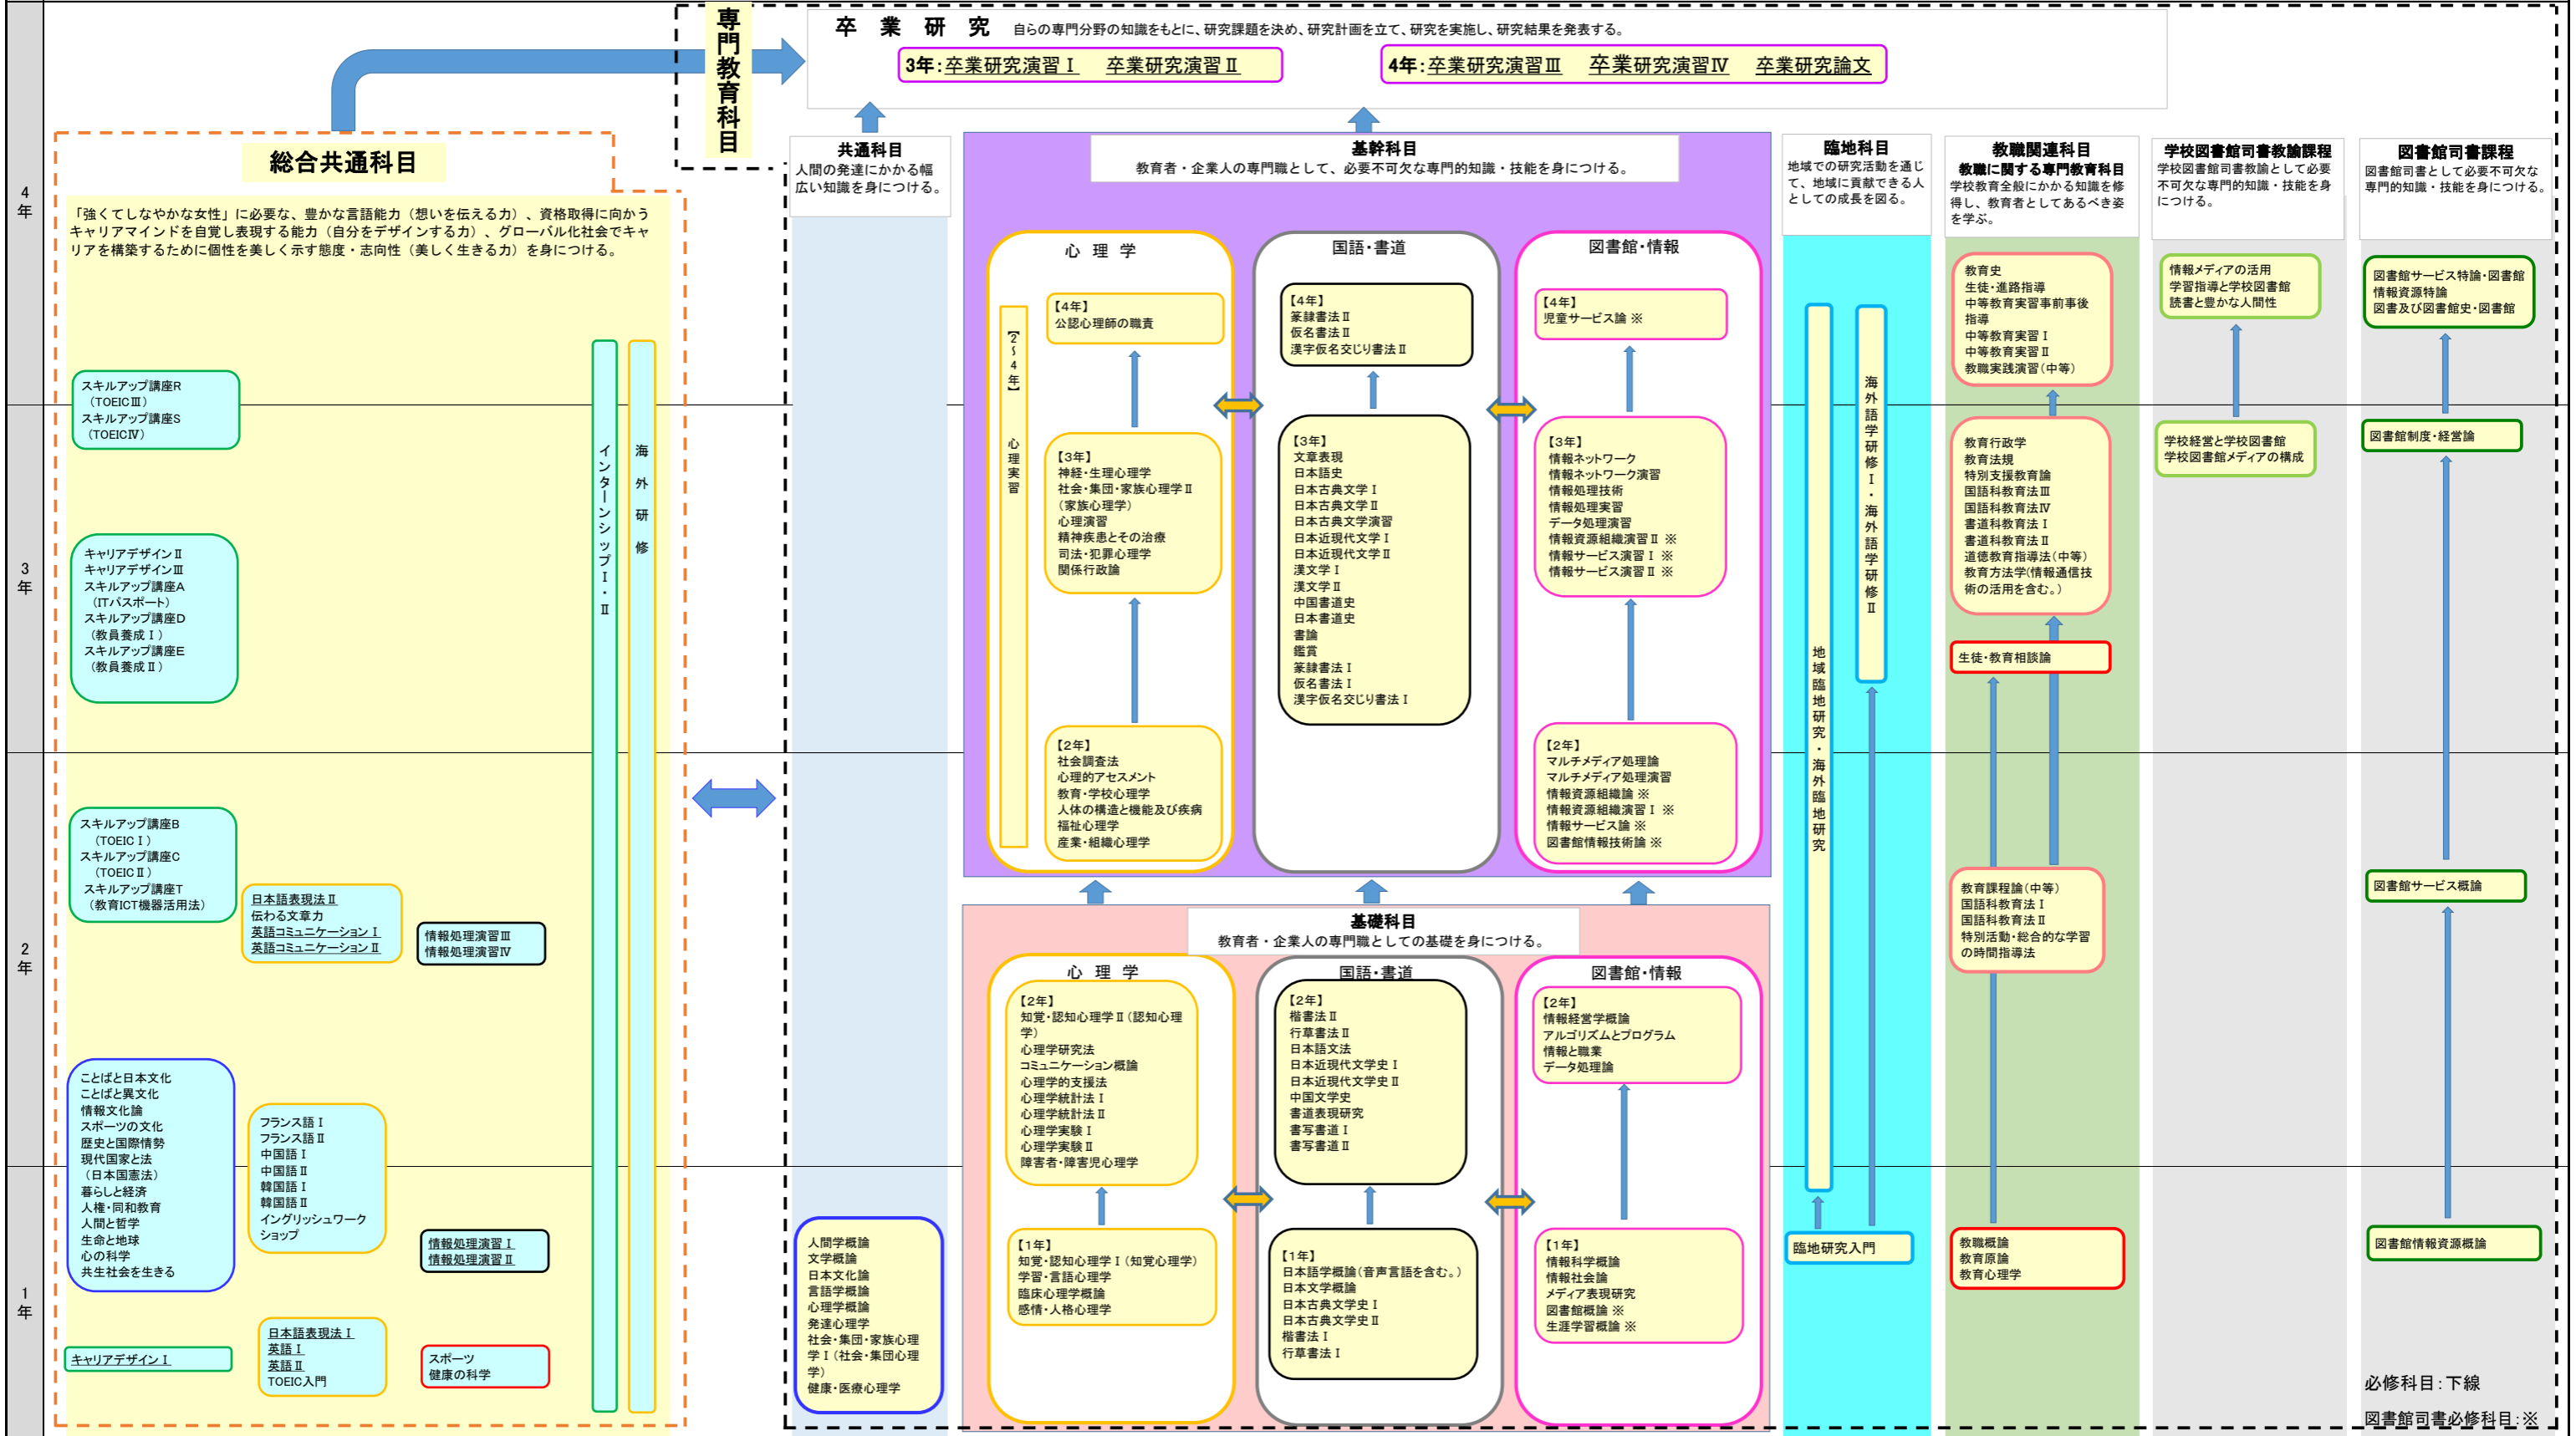 専門教育科目
卒 業 研 究 自らの専門分野の知識をもとに、研究課題を決め、研究計画を立て、研究を実施し、研究結果を発表する。
3年:卒業研究演習Ⅰ 卒業研究演習Ⅱ
4年:卒業研究演習Ⅲ 卒業研究演習Ⅳ 卒業研究論文
4年
3年
2年
1年
総合共通科目
「強くてしなやかな女性」に必要な、豊かな言語能力（想いを伝える力）、資格取得に向かう
キャリアマインドを自覚し表現する能力（自分をデザインする力）、グローバル化社会でキャ
リアを構築するために個性を美しく示す態度・志向性（美しく生きる力）を身につける。
スキルアップ講座R
（TOEICⅢ）
スキルアップ講座S
（TOEICⅣ）
キャリアデザインⅡ
キャリアデザインⅢ
スキルアップ講座A
（ITパスポート）
スキルアップ講座D
（教員養成Ⅰ）
スキルアップ講座E
（教員養成Ⅱ）
スキルアップ講座B
（TOEICⅠ）
スキルアップ講座C
（TOEICⅡ）
スキルアップ講座T
（教育ICT機器活用法）
日本語表現法Ⅱ
伝わる文章力
英語コミュニケーションⅠ
英語コミュニケーションⅡ
情報処理演習Ⅲ
情報処理演習Ⅳ
ことばと日本文化
ことばと異文化
情報文化論
スポーツの文化
歴史と国際情勢
現代国家と法
（日本国憲法）
暮らしと経済
人権・同和教育
人間と哲学
生命と地球
心の科学
共生社会を生きる
フランス語Ⅰ
フランス語Ⅱ
中国語Ⅰ
中国語Ⅱ
韓国語Ⅰ
韓国語Ⅱ
イングリッシュワーク
ショップ
情報処理演習Ⅰ
情報処理演習Ⅱ
キャリアデザインⅠ
日本語表現法Ⅰ
英語Ⅰ
英語Ⅱ
TOEIC入門
スポーツ
健康の科学
インターンシップⅠ・Ⅱ
海外研修
共通科目
人間の発達にかかる幅
広い知識を身につける。
人間学概論
文学概論
日本文化論
言語学概論
心理学概論
発達心理学
社会・集団・家族心理
学Ⅰ（社会・集団心理
学）
健康・医療心理学
基幹科目
教育者・企業人の専門職として、必要不可欠な専門的知識・技能を身につける。
心 理 学
【2～4年】 心理実習
【4年】
公認心理師の職責
【3年】
神経・生理心理学
社会・集団・家族心理学Ⅱ
（家族心理学）
心理演習
精神疾患とその治療
司法・犯罪心理学
関係行政論
【2年】
社会調査法
心理的アセスメント
教育・学校心理学
人体の構造と機能及び疾病
福祉心理学
産業・組織心理学
国語・書道
【4年】
篆隷書法Ⅱ
仮名書法Ⅱ
漢字仮名交じり書法Ⅱ
【3年】
文章表現
日本語史
日本古典文学Ⅰ
日本古典文学Ⅱ
日本古典文学演習
日本近現代文学Ⅰ
日本近現代文学Ⅱ
漢文学Ⅰ
漢文学Ⅱ
中国書道史
日本書道史
書論
鑑賞
篆隷書法Ⅰ
仮名書法Ⅰ
漢字仮名交じり書法Ⅰ
図書館・情報
【4年】
児童サービス論 ※
【3年】
情報ネットワーク
情報ネットワーク演習
情報処理技術
情報処理実習
データ処理演習
情報資源組織演習Ⅱ ※
情報サービス演習Ⅰ ※
情報サービス演習Ⅱ ※
【2年】
マルチメディア処理論
マルチメディア処理演習
情報資源組織論 ※
情報資源組織演習Ⅰ ※
情報サービス論 ※
図書館情報技術論 ※
基礎科目
教育者・企業人の専門職としての基礎を身につける。
心 理 学
【2年】
知覚・認知心理学Ⅱ（認知心理
学）
心理学研究法
コミュニケーション概論
心理学的支援法
心理学統計法Ⅰ
心理学統計法Ⅱ
心理学実験Ⅰ
心理学実験Ⅱ
障害者・障害児心理学
【1年】
知覚・認知心理学Ⅰ（知覚心理学）
学習・言語心理学
臨床心理学概論
感情・人格心理学
国語・書道
【2年】
楷書法Ⅱ
行草書法Ⅱ
日本語文法
日本近現代文学史Ⅰ
日本近現代文学史Ⅱ
中国文学史
書道表現研究
書写書道Ⅰ
書写書道Ⅱ
【1年】
日本語学概論（音声言語を含む。）
日本文学概論
日本古典文学史Ⅰ
日本古典文学史Ⅱ
楷書法Ⅰ
行草書法Ⅰ
図書館・情報
【2年】
情報経営学概論
アルゴリズムとプログラム
情報と職業
データ処理論
【1年】
情報科学概論
情報社会論
メディア表現研究
図書館概論 ※
生涯学習概論 ※
臨地科目
地域での研究活動を通じ
て、地域に貢献できる人
としての成長を図る。
地域臨地研究・海外臨地研究
海外語学研修Ⅰ・海外語学研修Ⅱ
臨地研究入門
教職関連科目
教職に関する専門教育科目
学校教育全般にかかる知識を修
得し、教育者としてあるべき姿
を学ぶ。
教育史
生徒・進路指導
中等教育実習事前事後
指導
中等教育実習Ⅰ
中等教育実習Ⅱ
教職実践演習（中等）
教育行政学
教育法規
特別支援教育論
国語科教育法Ⅲ
国語科教育法Ⅳ
書道科教育法Ⅰ
書道科教育法Ⅱ
道徳教育指導法（中等）
教育方法学（情報通信技
術の活用を含む。）
生徒・教育相談論
教育課程論（中等）
国語科教育法Ⅰ
国語科教育法Ⅱ
特別活動・総合的な学習
の時間指導法
教職概論
教育原論
教育心理学
学校図書館司書教諭課程
学校図書館司書教諭として必要
不可欠な専門的知識・技能を身
につける。
情報メディアの活用
学習指導と学校図書館
読書と豊かな人間性
学校経営と学校図書館
学校図書館メディアの構成
図書館司書課程
図書館司書として必要不可欠な
専門的知識・技能を身につける。
図書館サービス特論・図書館
情報資源特論
図書及び図書館史・図書館
図書館制度・経営論
図書館サービス概論
図書館情報資源概論
必修科目:下線
図書館司書必修科目:※